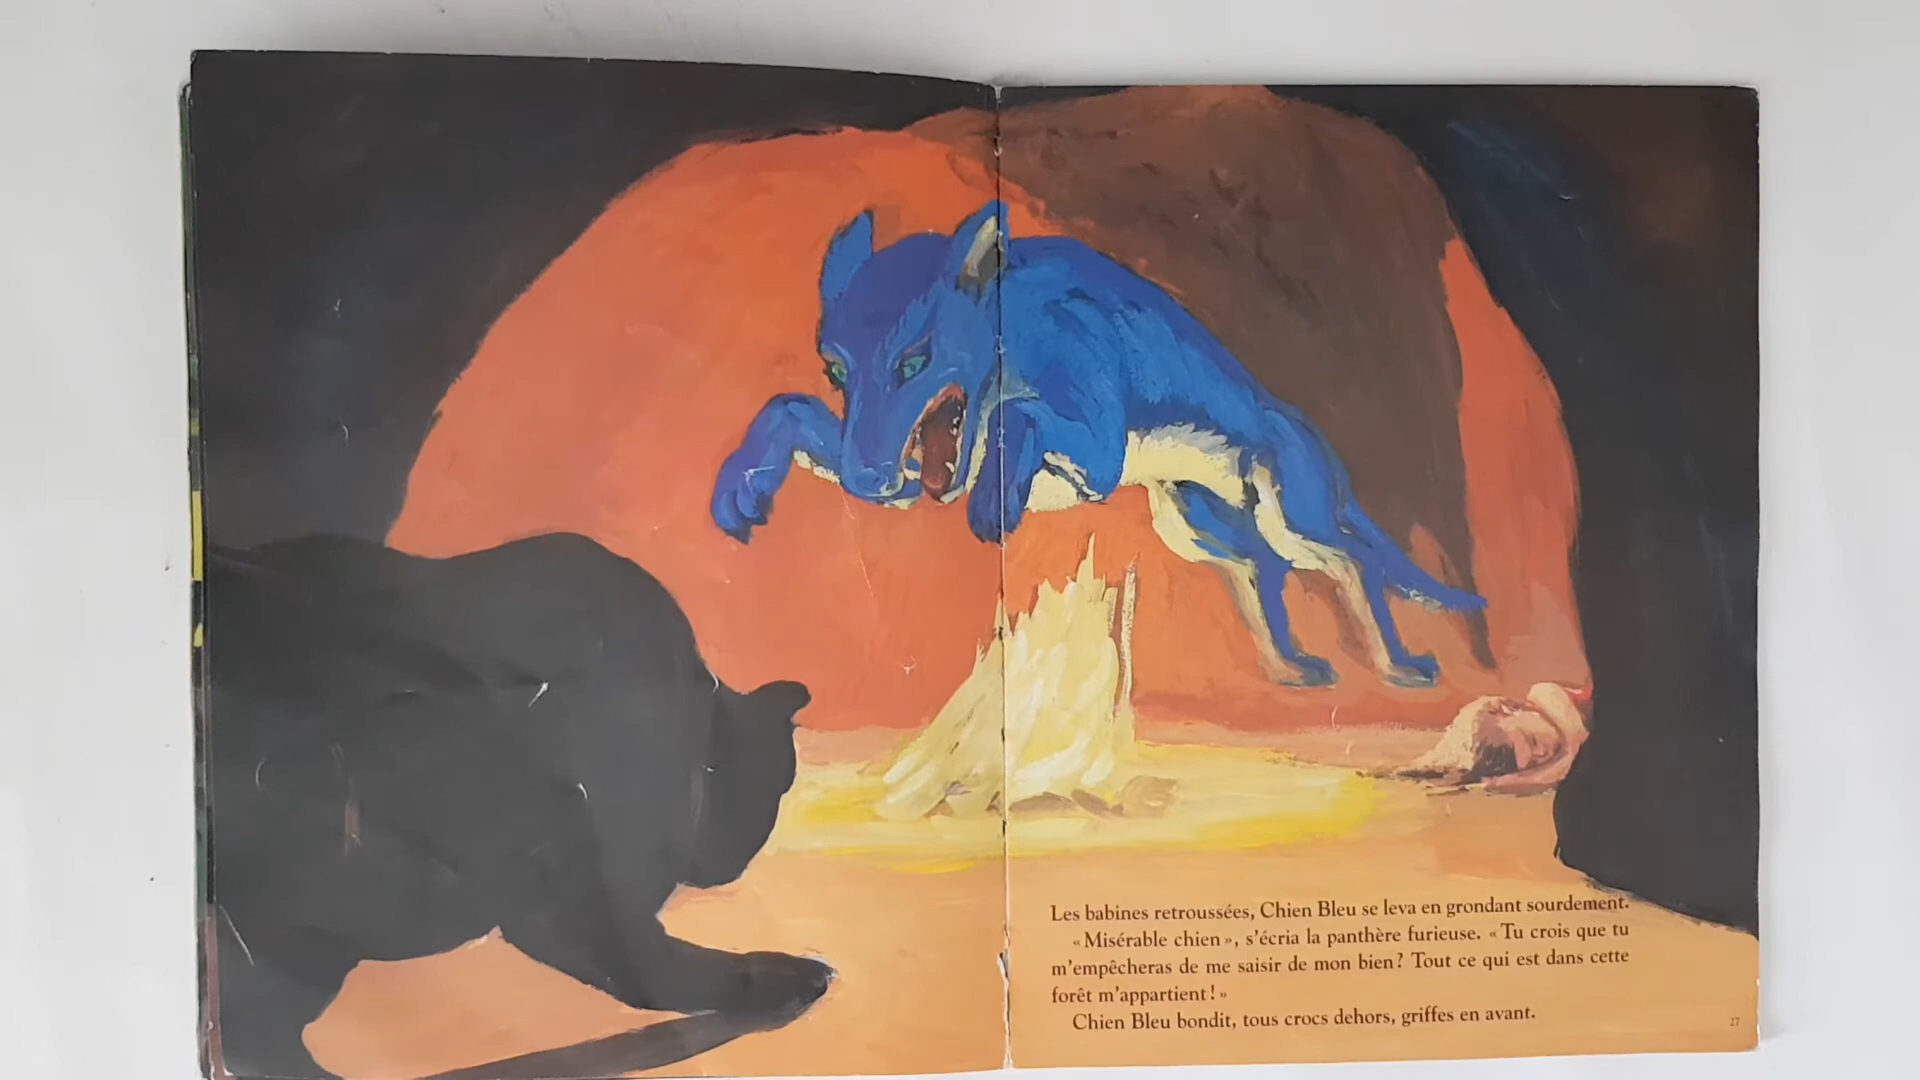 Les babines retroussées, Chien Bleu se leva en grondant sourdement.
« Misérable chien », s'écria la panthère furieuse. « Tu crois que tu
m'empêcheras de me saisir de mon bien ? Tout ce qui est dans cette
forêt m'appartient ! »
Chien Bleu bondit, tous crocs dehors, griffes en avant.
27